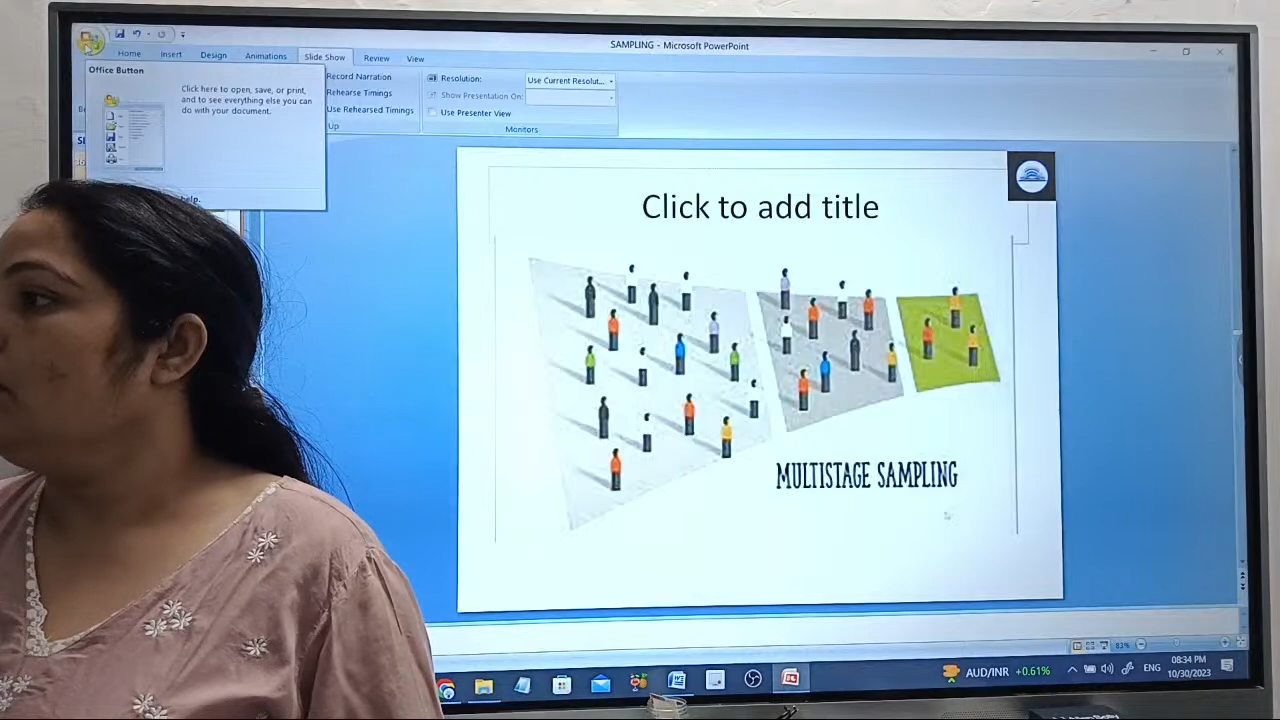 SAMPLING - Microsoft PowerPoint
Home Insert Design Animations Slide Show Review View
Office Button
Click here to open, save, or print,
and to see everything else you can
do with your document.
help.
Record Narration
Rehearse Timings
Use Rehearsed Timings
Up
Resolution: Use Current Resolut...
Show Presentation On:
Use Presenter View
Monitors
Click to add title
MULTISTAGE SAMPLING
83%
AUD/INR +0.61%
ENG
08:34 PM
10/30/2023